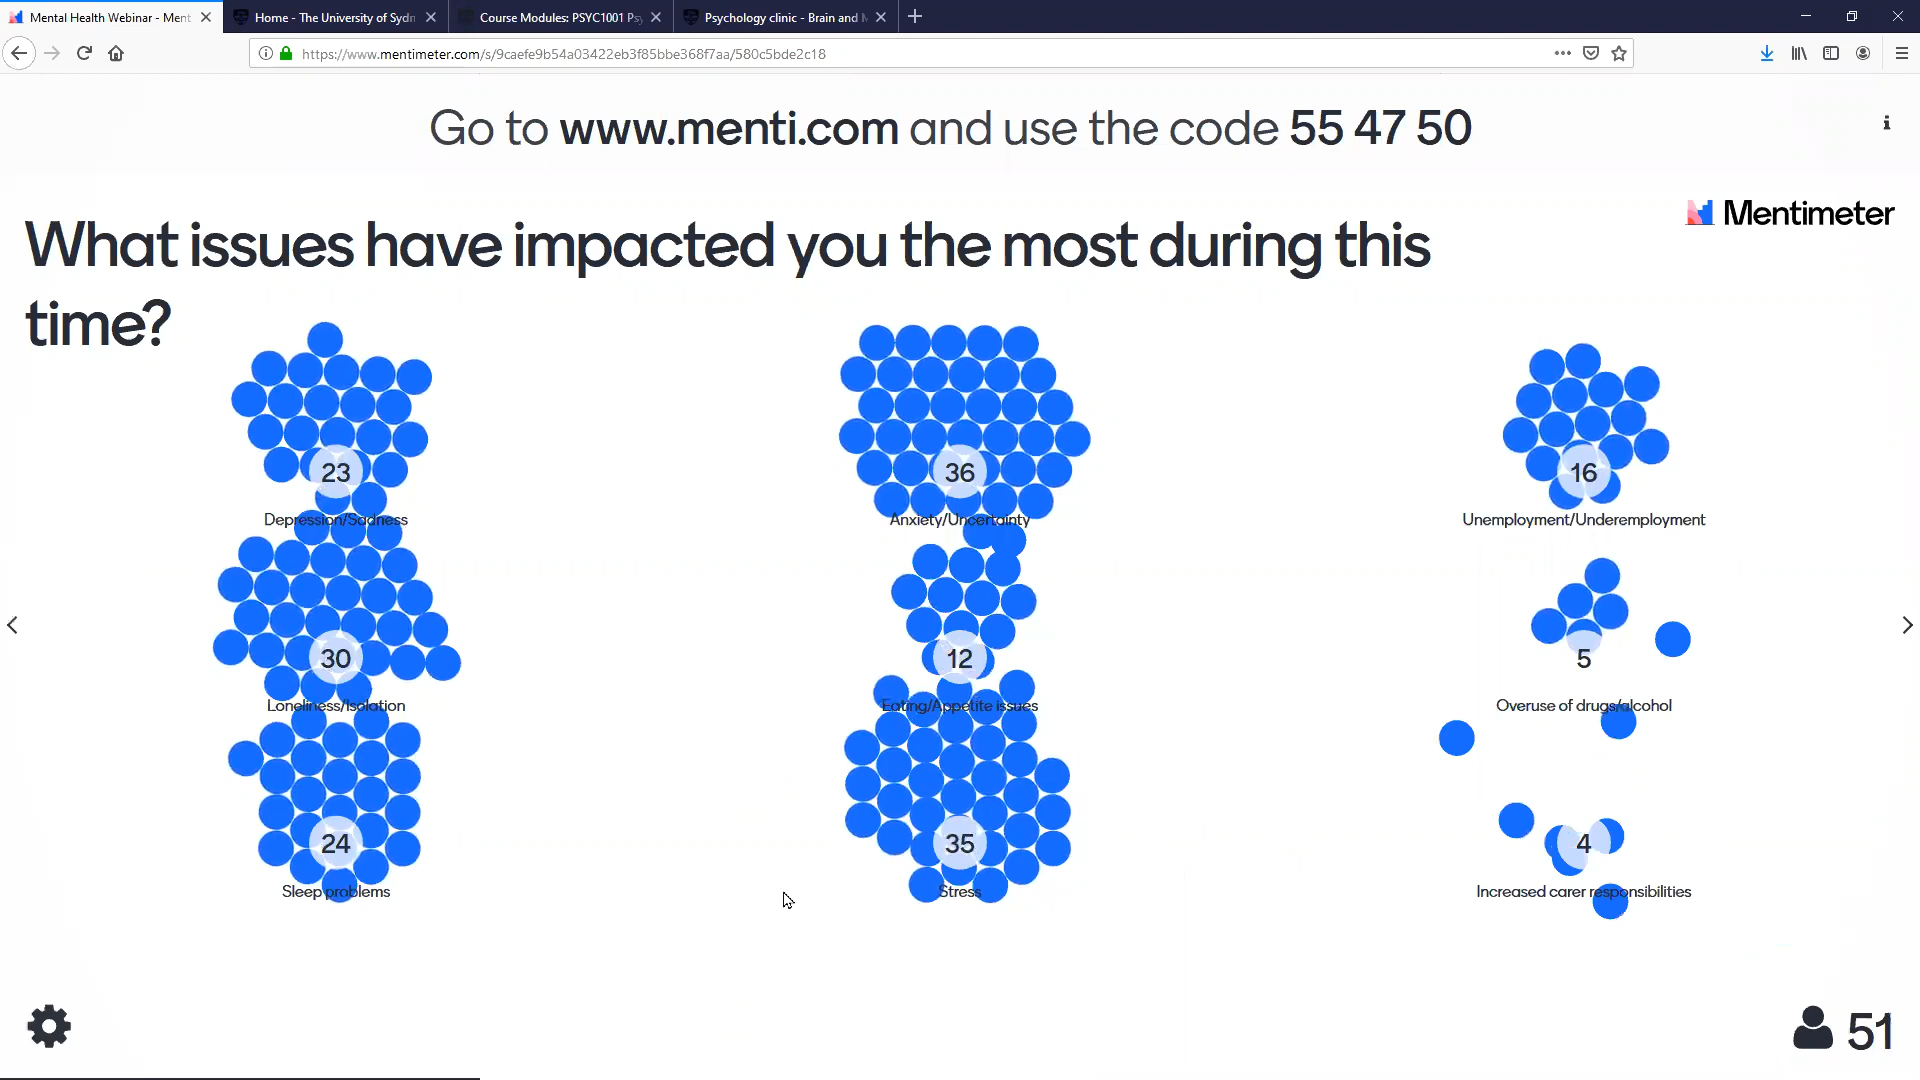 Mental Health Webinar - Ment
Home - The University of Sydn
Course Modules: PSYC1001 Psy
Psychology clinic - Brain and M
https://www.mentimeter.com/s/9caefe9b54a03422eb3f85bbe368f7aa/580c5bde2c18
Go to www.menti.com and use the code 55 47 50
Mentimeter
What issues have impacted you the most during this
time?
23
36
16
Depression/Sadness
Anxiety/Uncertainty
Unemployment/Underemployment
30
12
5
Loneliness/Isolation
Eating/Appetite issues
Overuse of drugs/alcohol
24
35
4
Sleep problems
Stress
Increased carer responsibilities
51